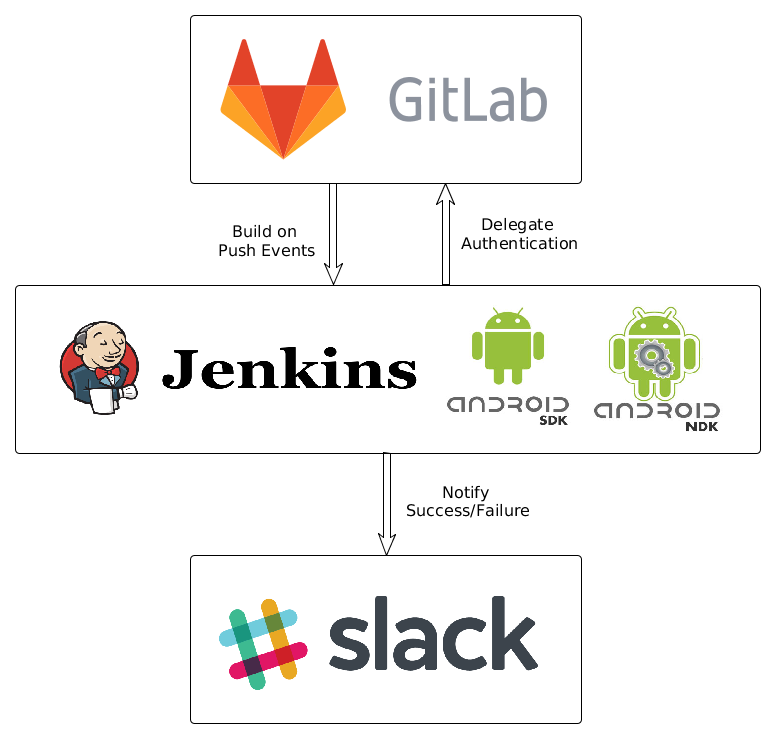 GitLab
Build on
Push Events
Delegate
Authentication
Jenkins
ANDROID
SDK
ANDROID
NDK
Notify
Success/Failure
slack